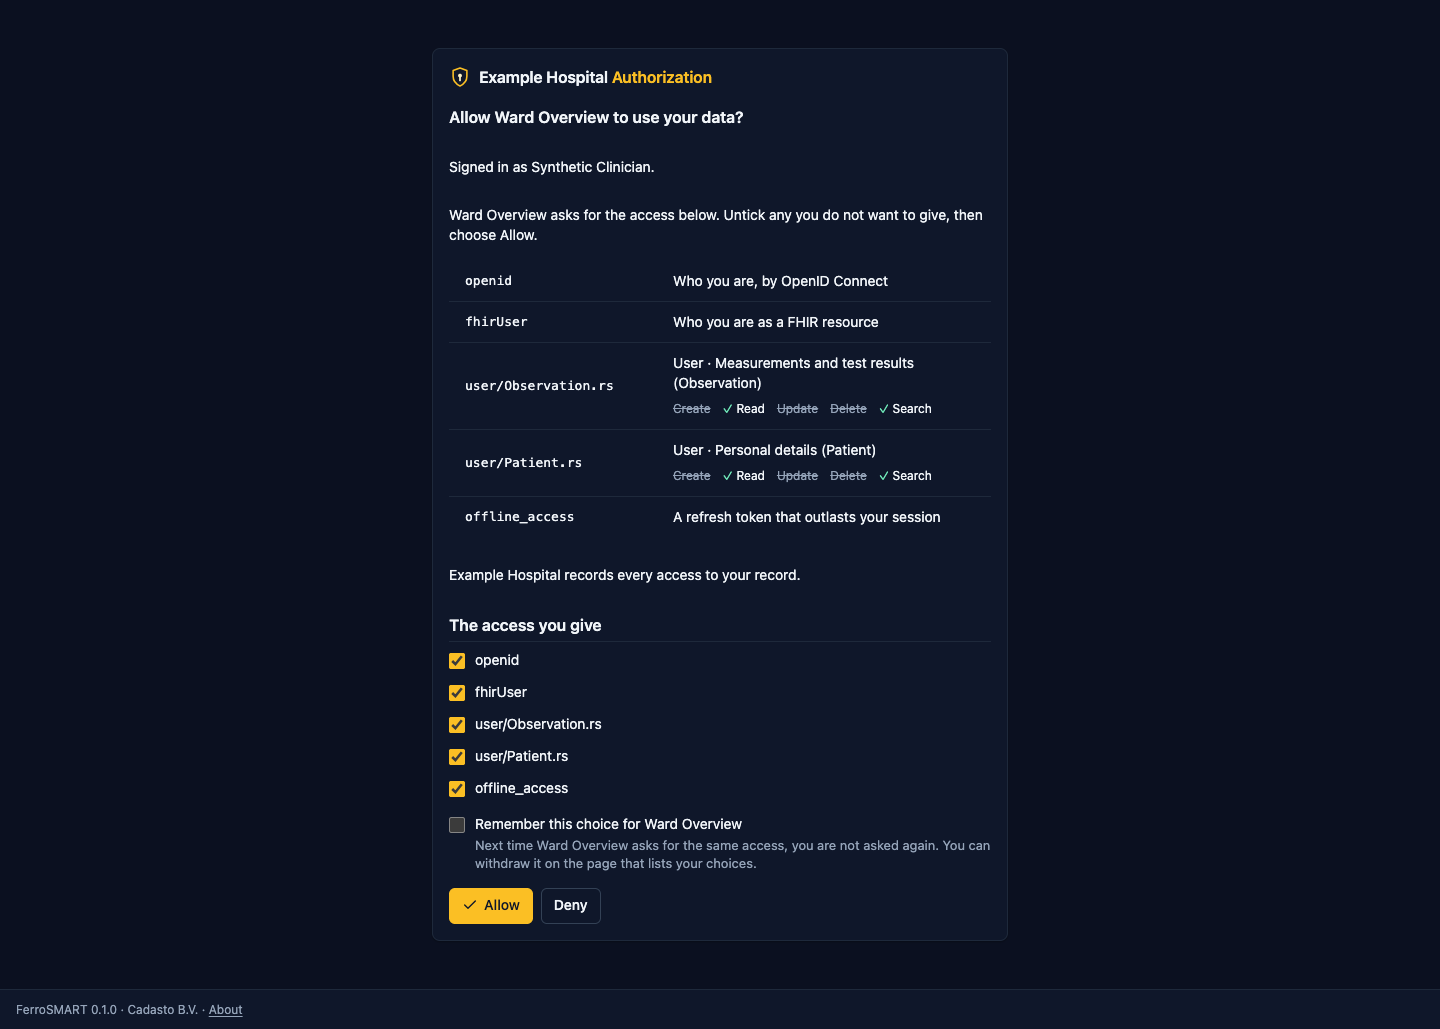 Example Hospital Authorization
Allow Ward Overview to use your data?
Signed in as Synthetic Clinician.
Ward Overview asks for the access below. Untick any you do not want to give, then
choose Allow.
openid Who you are, by OpenID Connect
fhirUser Who you are as a FHIR resource
user/Observation.rs User · Measurements and test results
(Observation)
Create ✓ Read Update Delete ✓ Search
user/Patient.rs User · Personal details (Patient)
Create ✓ Read Update Delete ✓ Search
offline_access A refresh token that outlasts your session
Example Hospital records every access to your record.
The access you give
openid
fhirUser
user/Observation.rs
user/Patient.rs
offline_access
Remember this choice for Ward Overview
Next time Ward Overview asks for the same access, you are not asked again. You can
withdraw it on the page that lists your choices.
Allow Deny
FerroSMART 0.1.0 · Cadasto B.V. · About